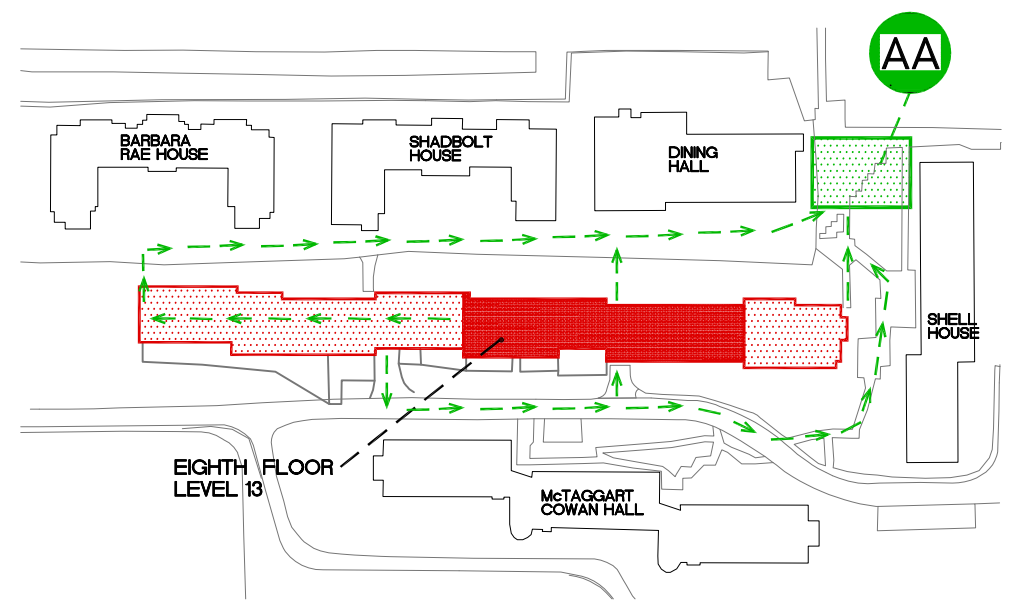 AA
BARBARA
RAE HOUSE
SHADBOLT
HOUSE
DINING
HALL
SHELL
HOUSE
EIGHTH FLOOR
LEVEL 13
McTAGGART
COWAN HALL